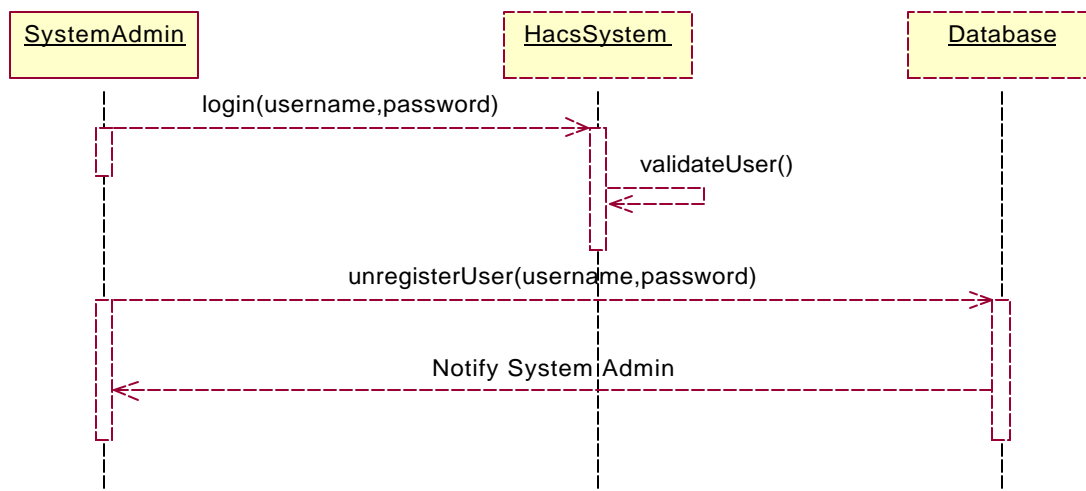 SystemAdmin
HacsSystem
Database
login(username,password)
validateUser()
unregisterUser(username,password)
Notify System Admin